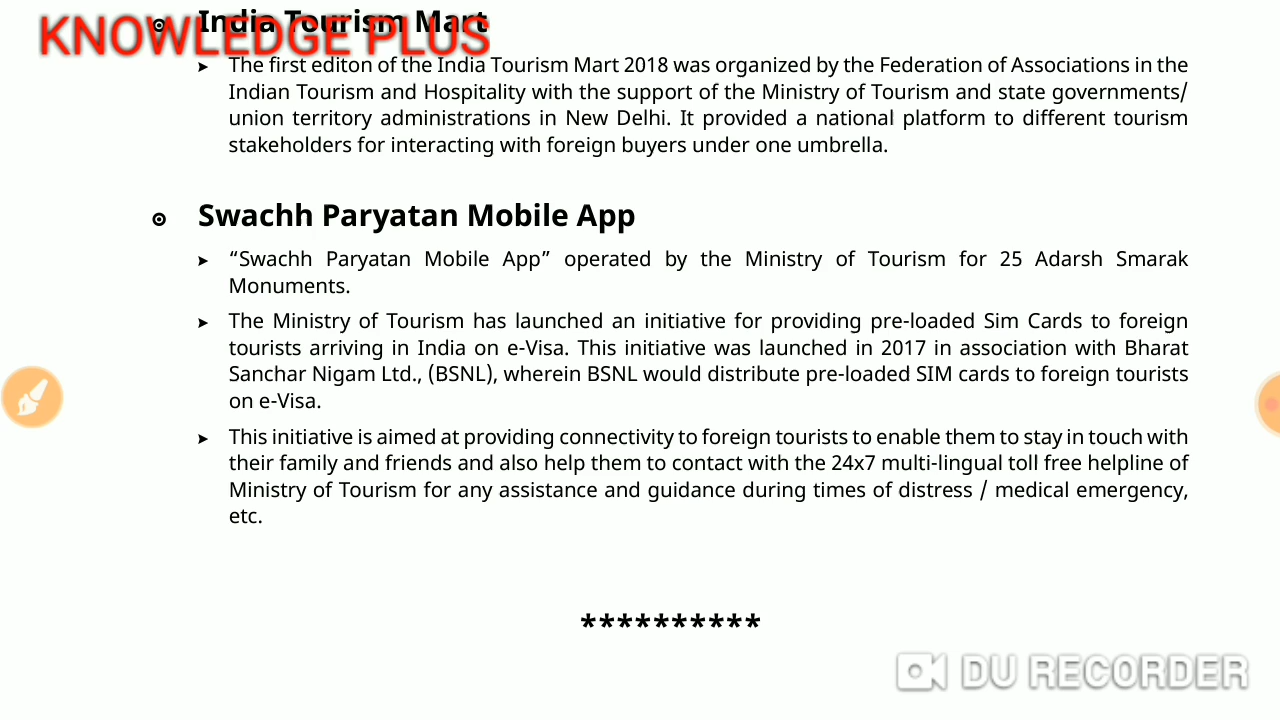 India Tourism Mart
KNOWLEDGE PLUS
The first editon of the India Tourism Mart 2018 was organized by the Federation of Associations in the
Indian Tourism and Hospitality with the support of the Ministry of Tourism and state governments/
union territory administrations in New Delhi. It provided a national platform to different tourism
stakeholders for interacting with foreign buyers under one umbrella.
Swachh Paryatan Mobile App
“Swachh Paryatan Mobile App” operated by the Ministry of Tourism for 25 Adarsh Smarak
Monuments.
The Ministry of Tourism has launched an initiative for providing pre-loaded Sim Cards to foreign
tourists arriving in India on e-Visa. This initiative was launched in 2017 in association with Bharat
Sanchar Nigam Ltd., (BSNL), wherein BSNL would distribute pre-loaded SIM cards to foreign tourists
on e-Visa.
This initiative is aimed at providing connectivity to foreign tourists to enable them to stay in touch with
their family and friends and also help them to contact with the 24x7 multi-lingual toll free helpline of
Ministry of Tourism for any assistance and guidance during times of distress / medical emergency,
etc.
**********
DU RECORDER